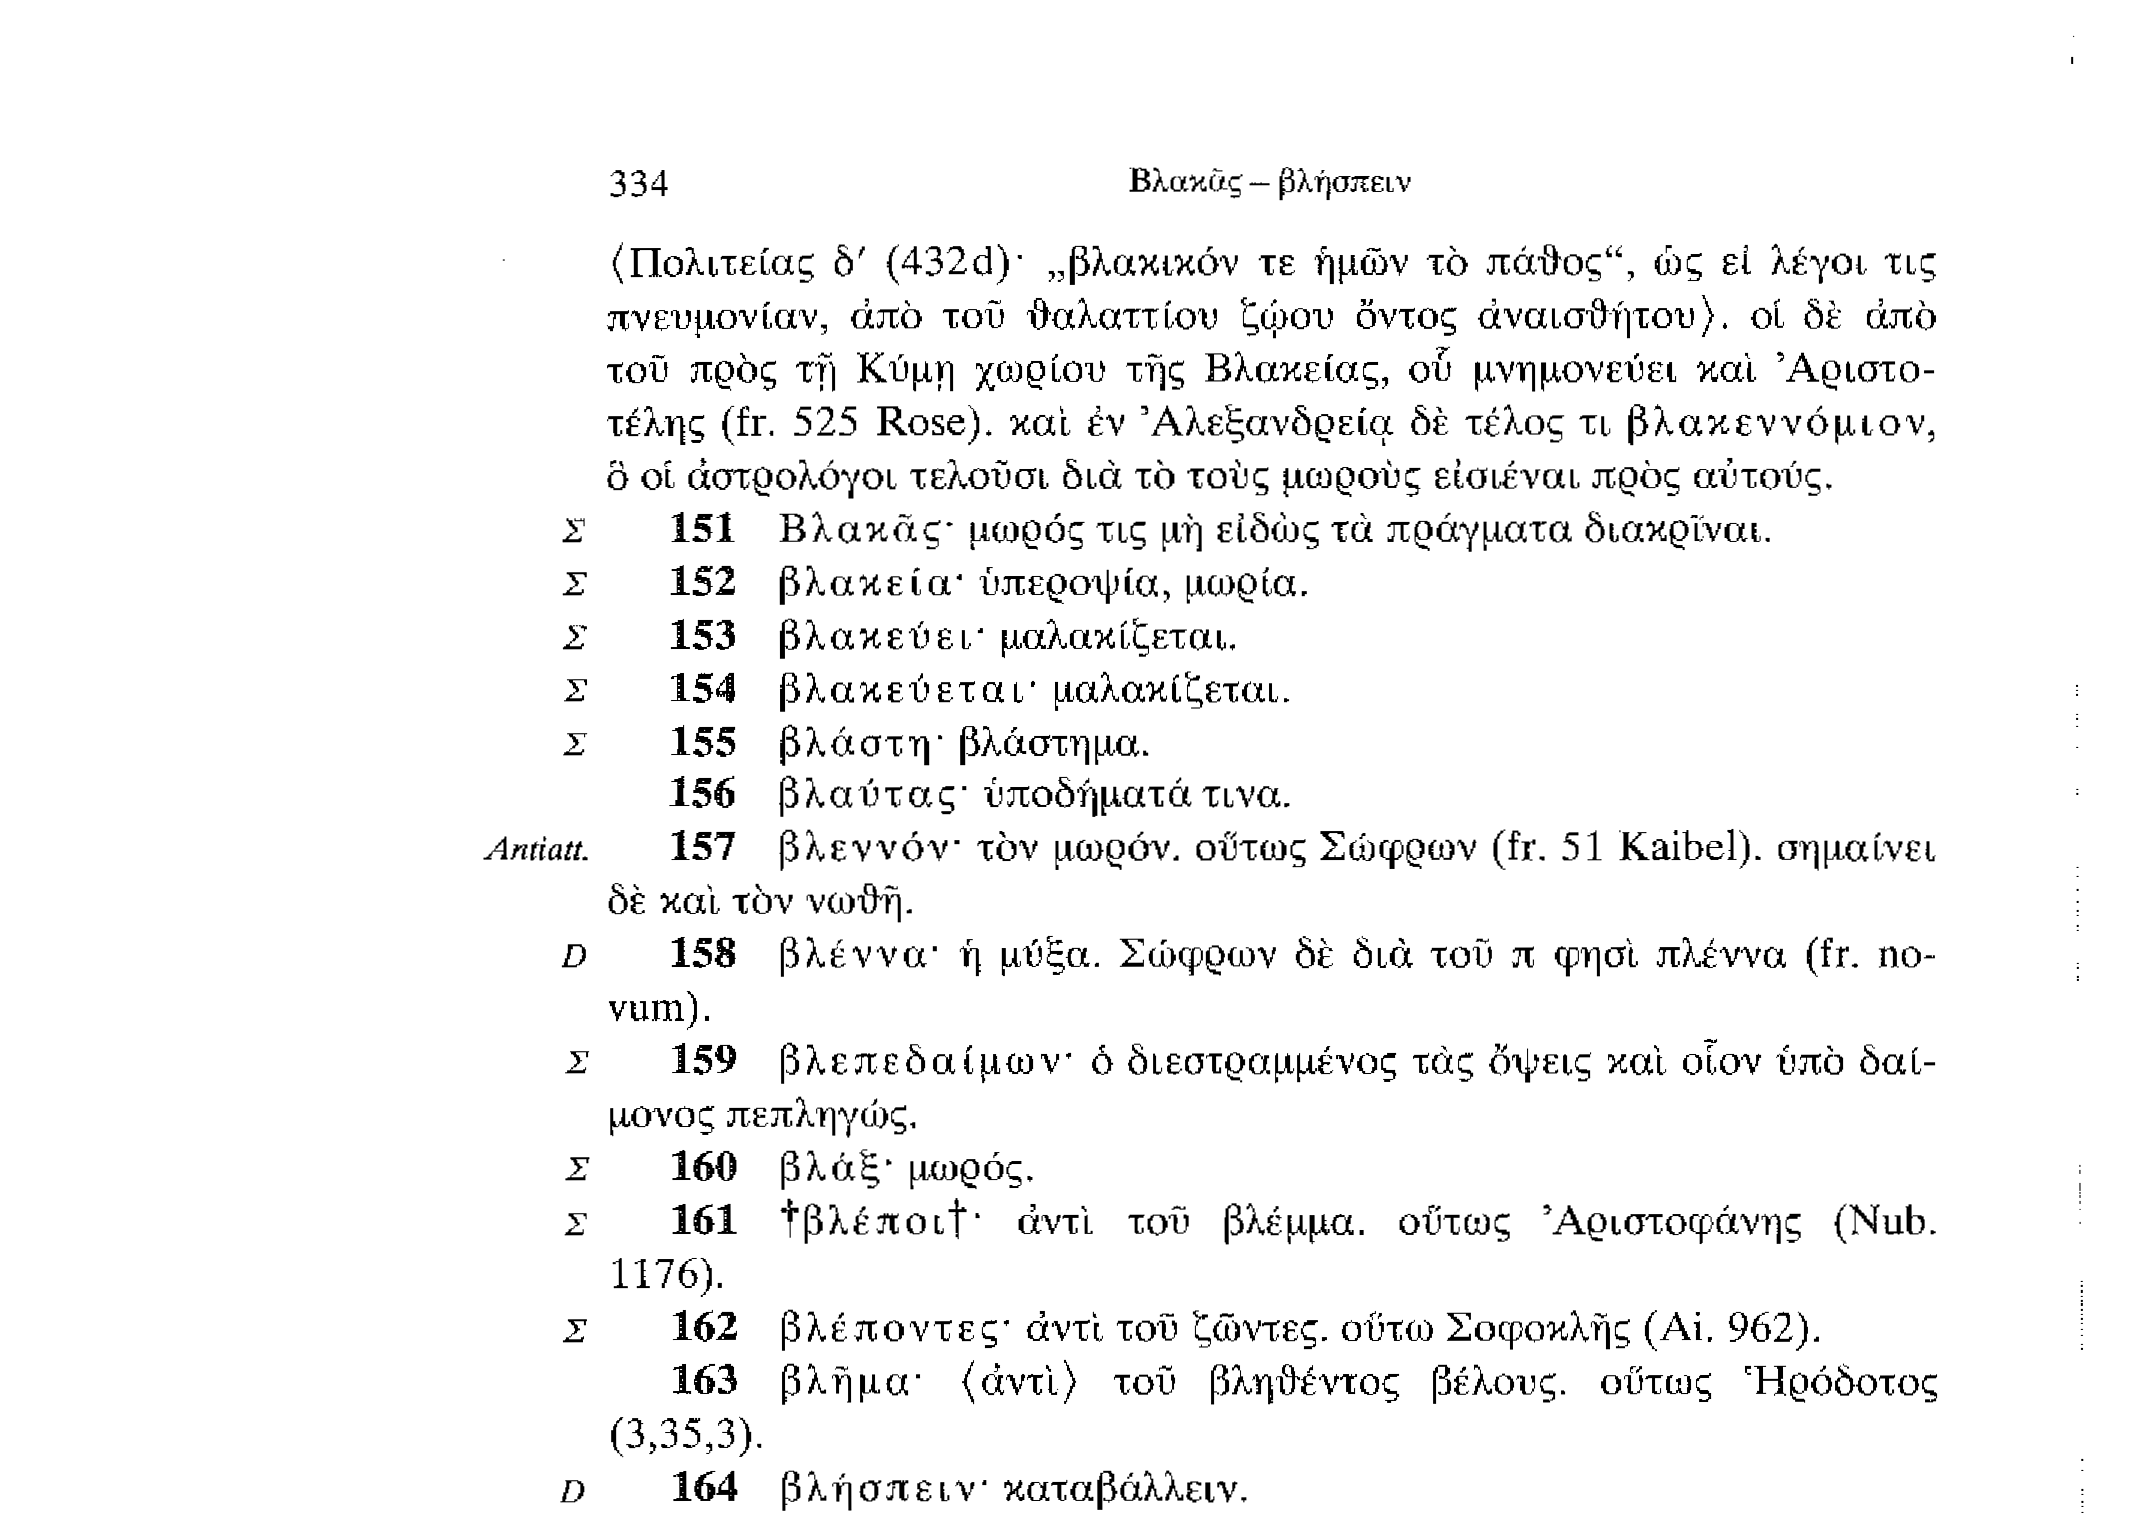 334 Βλακᾶς – βλήσπειν
⟨Πολιτείας δ′ (432d)· „βλακικόν τε ἡμῶν τὸ πάθος“, ὡς εἰ λέγοι τις
πνευμονίαν, ἀπὸ τοῦ θαλαττίου ζῴου ὄντος ἀναισθήτου⟩. οἱ δὲ ἀπὸ
τοῦ πρὸς τῇ Κύμῃ χωρίου τῆς Βλακείας, οὗ μνημονεύει καὶ Ἀριστο-
τέλης (fr. 525 Rose). καὶ ἐν Ἀλεξανδρείᾳ δὲ τέλος τι βλακεννόμιον,
ὃ οἱ ἀστρολόγοι τελοῦσι διὰ τὸ τοὺς μωροὺς εἰσιέναι πρὸς αὐτούς.
Σ 151 Βλακᾶς· μωρός τις μὴ εἰδὼς τὰ πράγματα διακρῖναι.
Σ 152 βλακεία· ὑπεροψία, μωρία.
Σ 153 βλακεύει· μαλακίζεται.
Σ 154 βλακεύεται· μαλακίζεται.
Σ 155 βλάστη· βλάστημα.
156 βλαύτας· ὑποδήματά τινα.
Antiatt. 157 βλεννόν· τὸν μωρόν. οὕτως Σώφρων (fr. 51 Kaibel). σημαίνει
δὲ καὶ τὸν νωθῆ.
D 158 βλέννα· ἡ μύξα. Σώφρων δὲ διὰ τοῦ π φησὶ πλέννα (fr. no-
vum).
Σ 159 βλεπεδαίμων· ὁ διεστραμμένος τὰς ὄψεις καὶ οἷον ὑπὸ δαί-
μονος πεπληγώς.
Σ 160 βλάξ· μωρός.
Σ 161 †βλέποι†· ἀντὶ τοῦ βλέμμα. οὕτως Ἀριστοφάνης (Nub.
1176).
Σ 162 βλέποντες· ἀντὶ τοῦ ζῶντες. οὕτω Σοφοκλῆς (Ai. 962).
163 βλῆμα· ⟨ἀντὶ⟩ τοῦ βληθέντος βέλους. οὕτως Ἡρόδοτος
(3,35,3).
D 164 βλήσπειν· καταβάλλειν.